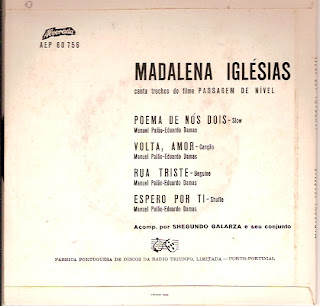 Alvorada
AEP 60 756
MADALENA IGLÉSIAS
canta trechos do filme PASSAGEM DE NÍVEL
POEMA DE NÓS DOIS - Slow
Manuel Paião-Eduardo Damas
VOLTA, AMOR - Canção
Manuel Paião-Eduardo Damas
RUA TRISTE - Beguine
Manuel Paião-Eduardo Damas
ESPERO POR TI - Shuffle
Manuel Paião-Eduardo Damas
Acomp. por SHEGUNDO GALARZA e seu conjunto
FABRICA PORTUGUESA DE DISCOS DA RÁDIO TRIUNFO, LIMITADA — PORTO-PORTUGAL